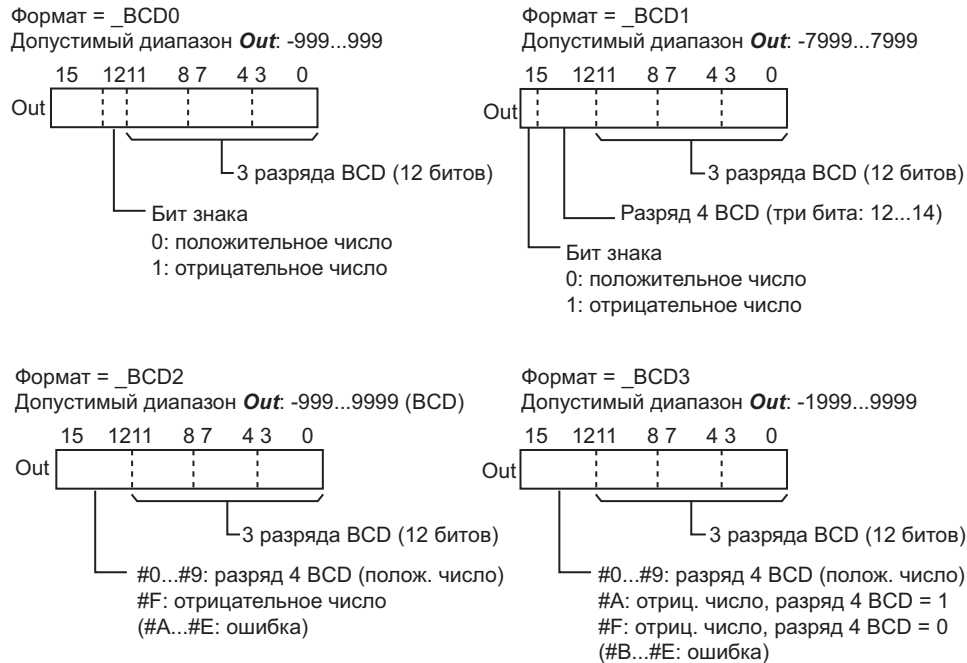 Формат = _BCD0
Допустимый диапазон Out: -999...999
15 1211 8 7 4 3 0
Out
3 разряда BCD (12 битов)
Бит знака
0: положительное число
1: отрицательное число
Формат = _BCD1
Допустимый диапазон Out: -7999...7999
15 1211 8 7 4 3 0
Out
3 разряда BCD (12 битов)
Разряд 4 BCD (три бита: 12...14)
Бит знака
0: положительное число
1: отрицательное число
Формат = _BCD2
Допустимый диапазон Out: -999...9999 (BCD)
15 1211 8 7 4 3 0
Out
3 разряда BCD (12 битов)
#0...#9: разряд 4 BCD (полож. число)
#F: отрицательное число
(#A...#E: ошибка)
Формат = _BCD3
Допустимый диапазон Out: -1999...9999
15 1211 8 7 4 3 0
Out
3 разряда BCD (12 битов)
#0...#9: разряд 4 BCD (полож. число)
#A: отриц. число, разряд 4 BCD = 1
#F: отриц. число, разряд 4 BCD = 0
(#B...#E: ошибка)